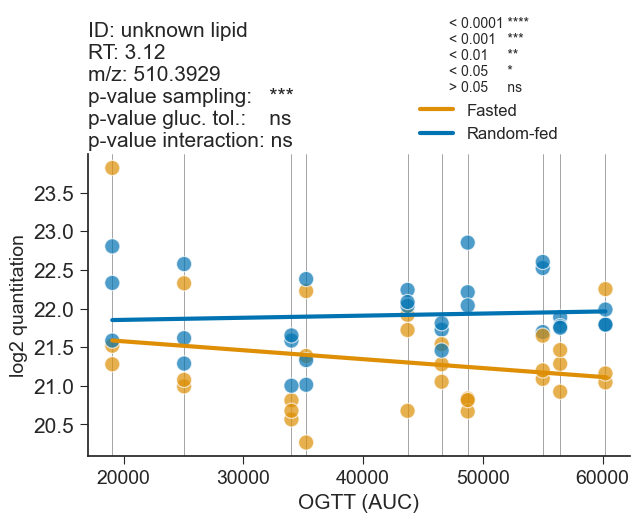 ID: unknown lipid
RT: 3.12
m/z: 510.3929
p-value sampling: ***
p-value gluc. tol.: ns
p-value interaction: ns
< 0.0001 ****
< 0.001 ***
< 0.01 **
< 0.05 *
> 0.05 ns
Fasted
Random-fed
log2 quantitation
23.5
23.0
22.5
22.0
21.5
21.0
20.5
20000 30000 40000 50000 60000
OGTT (AUC)